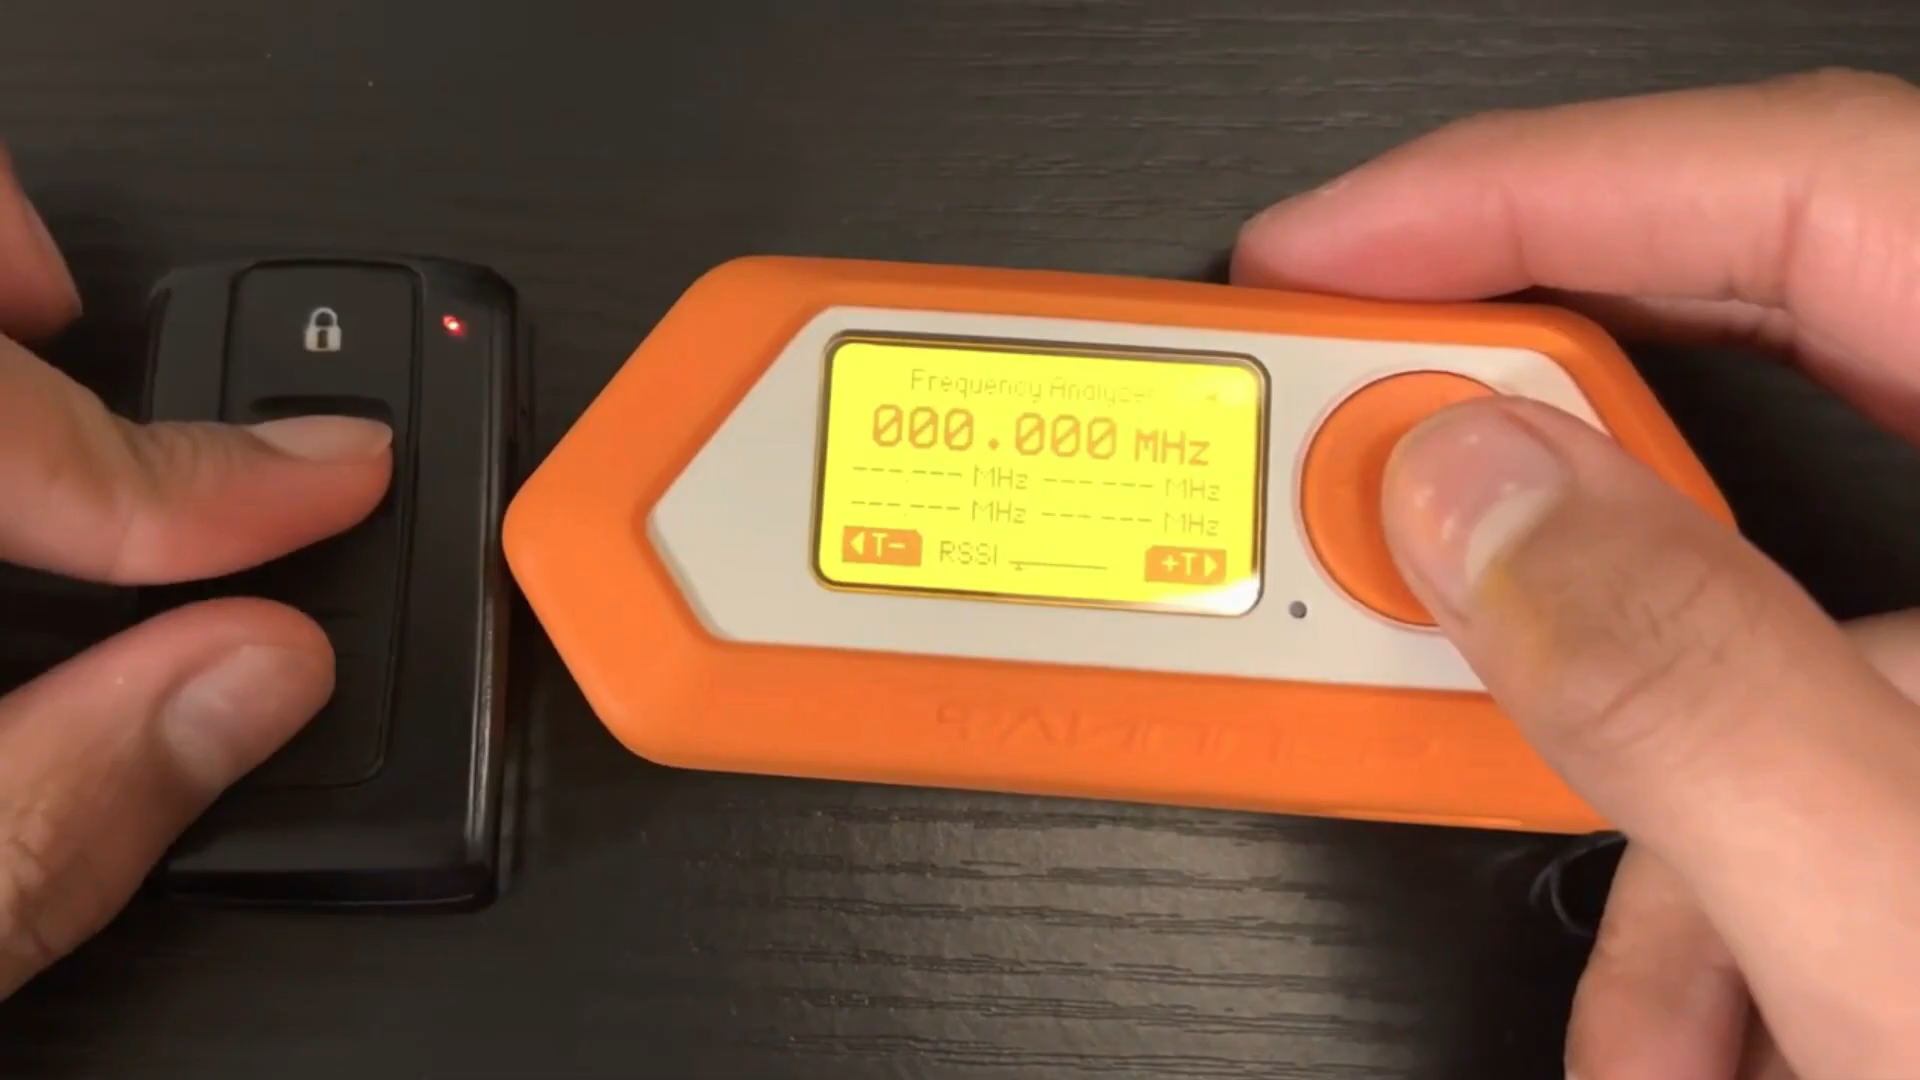 Frequency Analyzer
000.000 MHz
---.--- MHz ---.--- MHz
---.--- MHz ---.--- MHz
T- RSSI +T